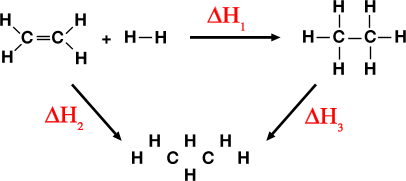 H H H H
ΔH₁
C=C + H–H H–C–C–H
H H H H
ΔH₂ ΔH₃
H H H
H C C H
H